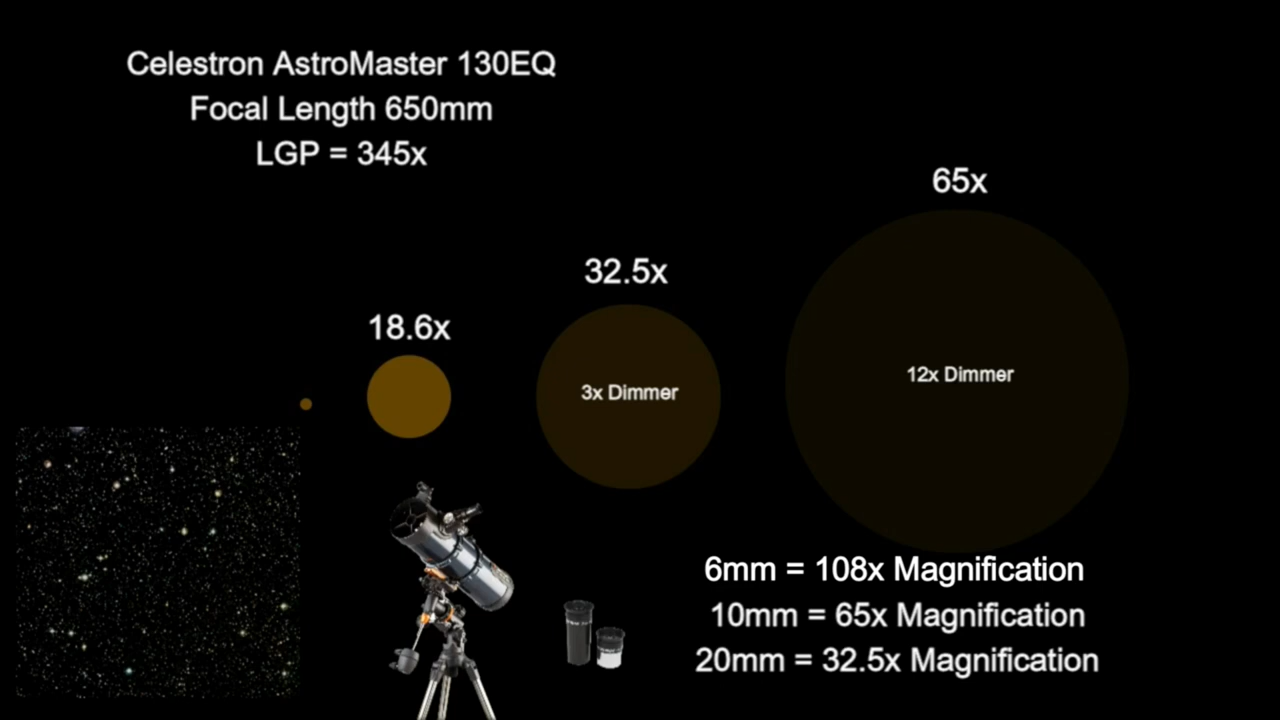 Celestron AstroMaster 130EQ
Focal Length 650mm
LGP = 345x
65x
32.5x
18.6x
12x Dimmer
3x Dimmer
6mm = 108x Magnification
10mm = 65x Magnification
20mm = 32.5x Magnification